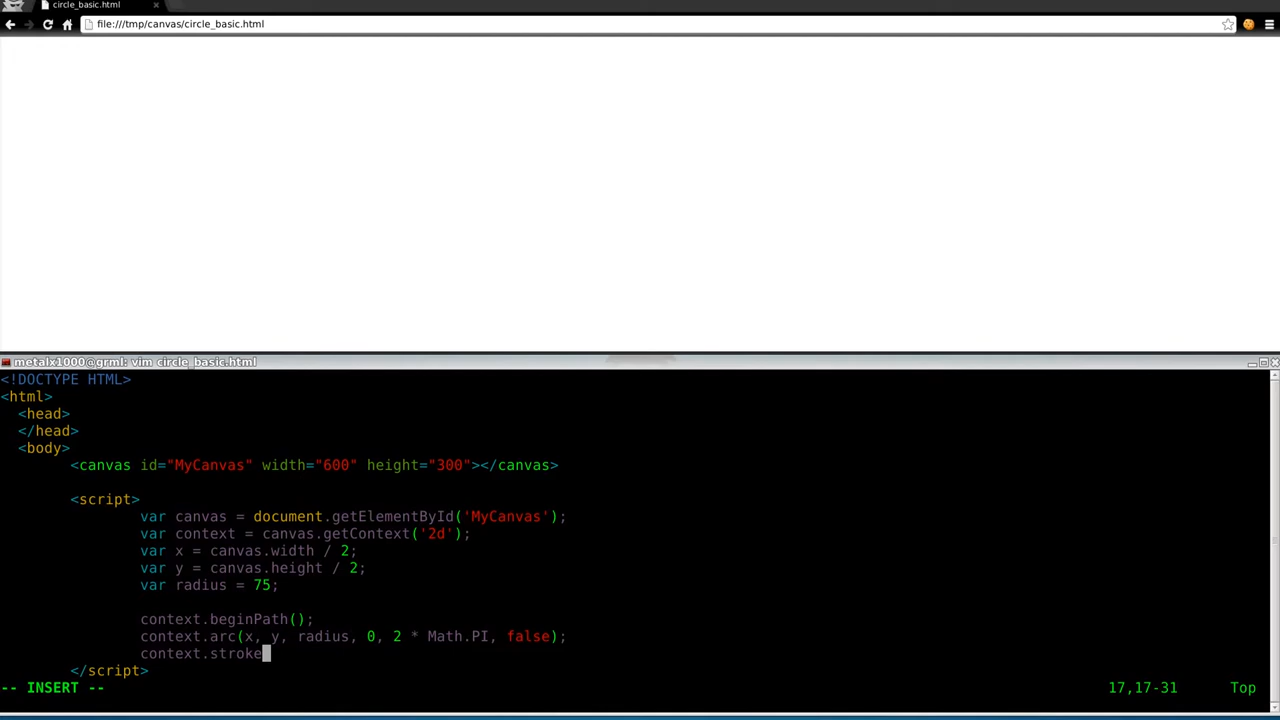 circle_basic.html
file:///tmp/canvas/circle_basic.html
metalx1000@grml: vim circle_basic.html
<!DOCTYPE HTML>
<html>
<head>
</head>
<body>
<canvas id="MyCanvas" width="600" height="300"></canvas>
<script>
var canvas = document.getElementById('MyCanvas');
var context = canvas.getContext('2d');
var x = canvas.width / 2;
var y = canvas.height / 2;
var radius = 75;
context.beginPath();
context.arc(x, y, radius, 0, 2 * Math.PI, false);
context.stroke
</script>
-- INSERT -- 17,17-31 Top